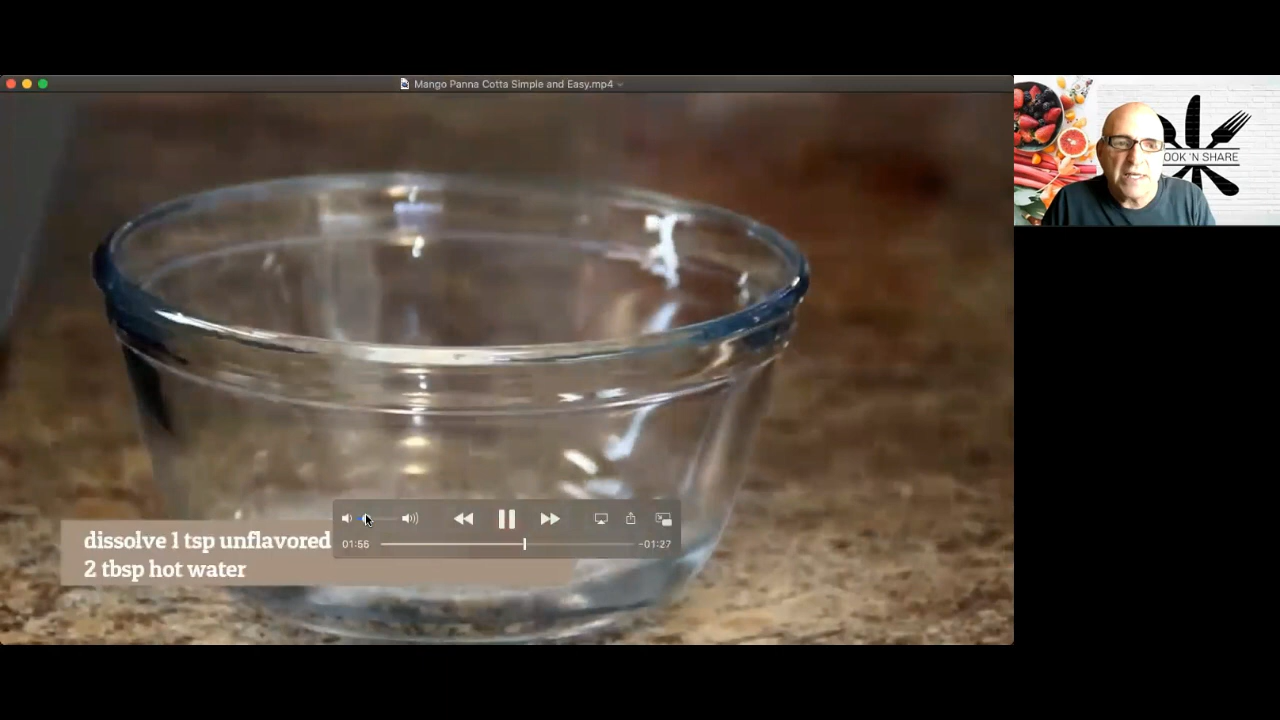 Mango Panna Cotta Simple and Easy.mp4
OOK 'N SHARE
dissolve 1 tsp unflavored
2 tbsp hot water
01:55
-01:27